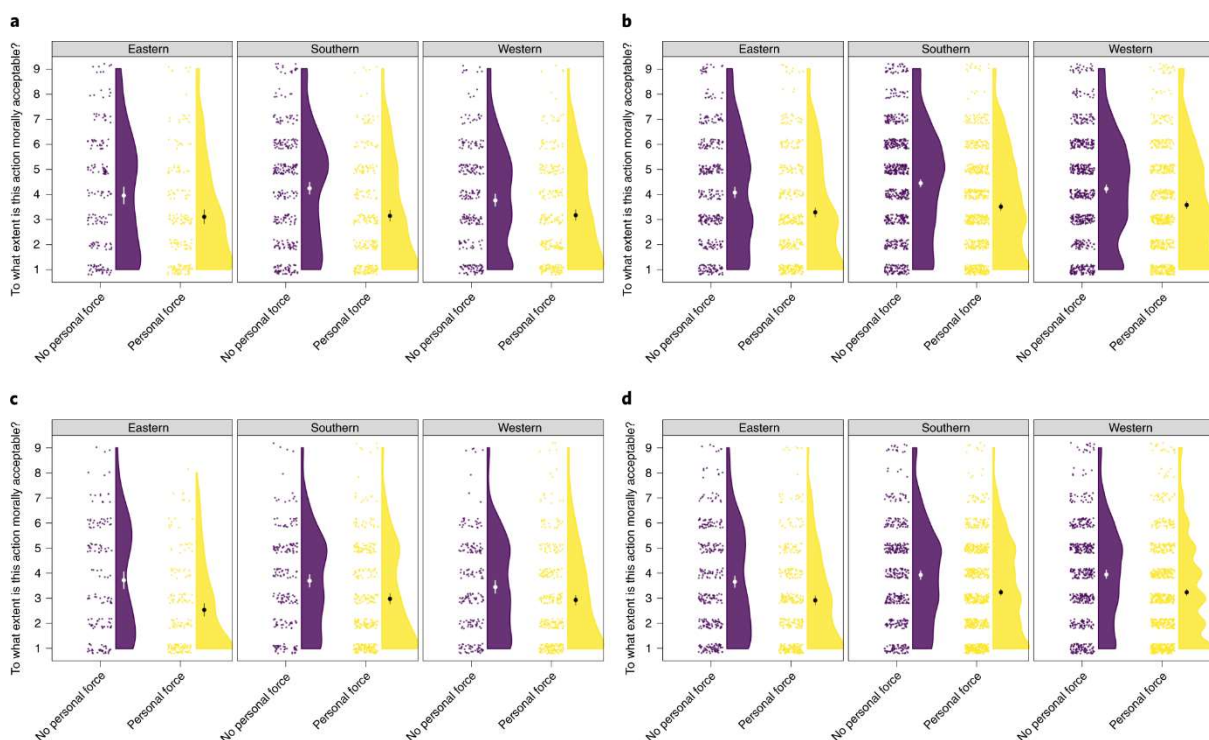 a
Eastern Southern Western
To what extent is this action morally acceptable?
9
8
7
6
5
4
3
2
1
No personal force Personal force No personal force Personal force No personal force Personal force
b
Eastern Southern Western
To what extent is this action morally acceptable?
9
8
7
6
5
4
3
2
1
No personal force Personal force No personal force Personal force No personal force Personal force
c
Eastern Southern Western
To what extent is this action morally acceptable?
9
8
7
6
5
4
3
2
1
No personal force Personal force No personal force Personal force No personal force Personal force
d
Eastern Southern Western
To what extent is this action morally acceptable?
9
8
7
6
5
4
3
2
1
No personal force Personal force No personal force Personal force No personal force Personal force